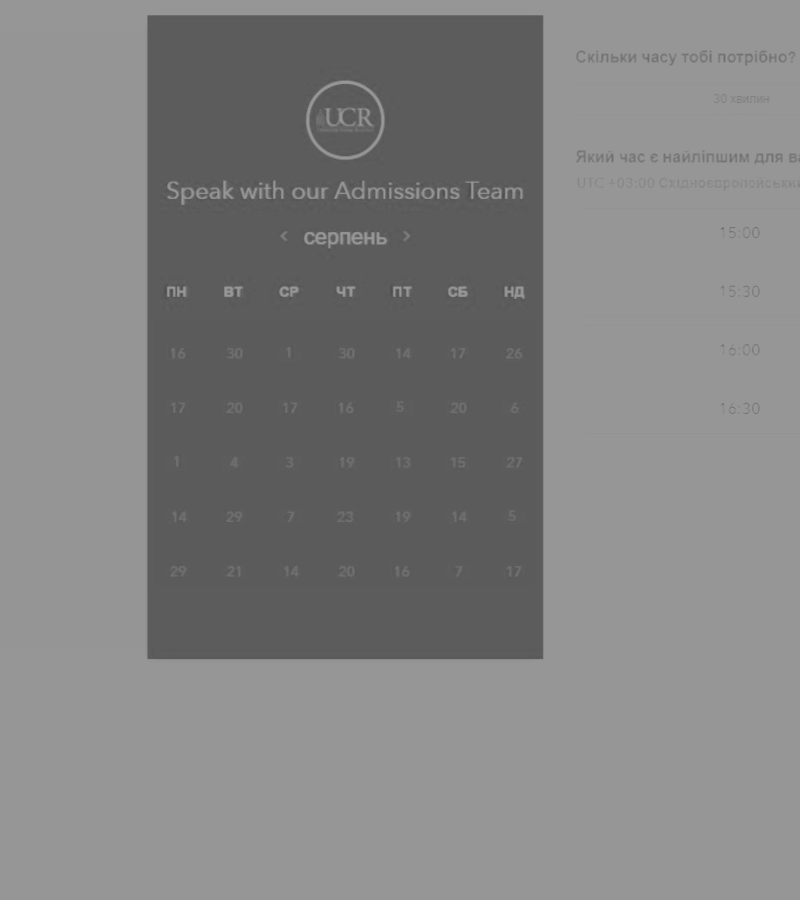 UCR
Speak with our Admissions Team
‹ серпень ›
ПН ВТ СР ЧТ ПТ СБ НД
16 30 1 30 14 17 26
17 20 17 16 5 20 6
1 4 3 19 13 15 27
14 29 7 23 19 14 5
29 21 14 20 16 7 17
Скільки часу тобі потрібно?
30 хвилин
Який час є найліпшим для ва
UTC +03:00 Східноєвропейський
15:00
15:30
16:00
16:30